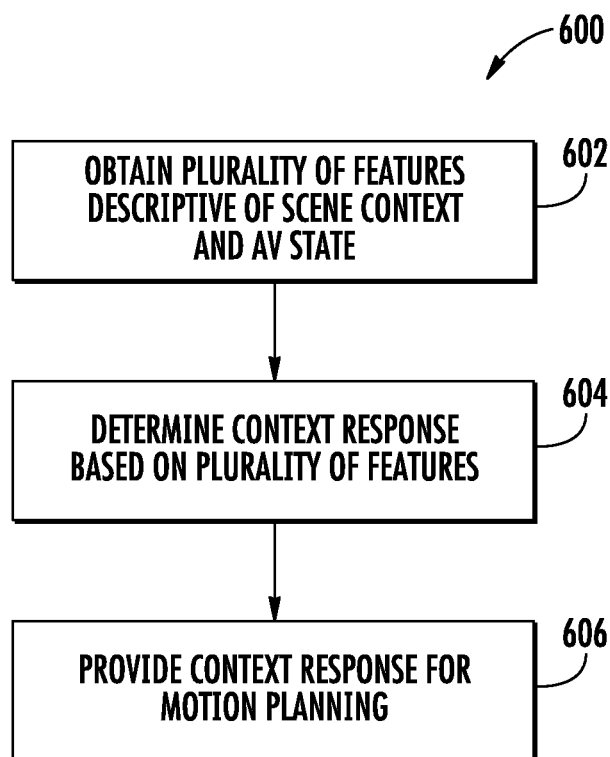 600
602
OBTAIN PLURALITY OF FEATURES
DESCRIPTIVE OF SCENE CONTEXT
AND AV STATE
604
DETERMINE CONTEXT RESPONSE
BASED ON PLURALITY OF FEATURES
606
PROVIDE CONTEXT RESPONSE FOR
MOTION PLANNING